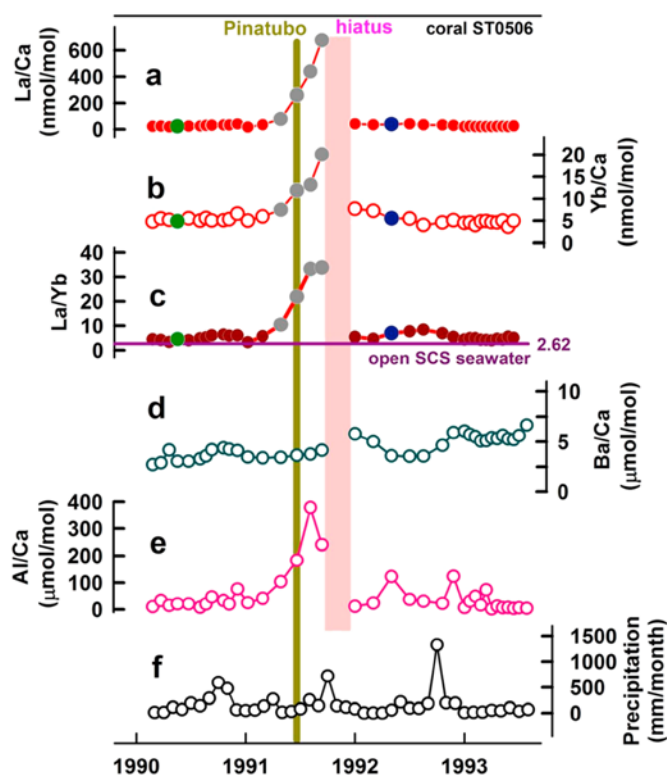 Pinatubo hiatus coral ST0506
La/Ca
(nmol/mol)
600
400
200
0
a
b
20
15
10
5
0
Yb/Ca
(nmol/mol)
La/Yb
40
30
20
10
0
c
2.62
open SCS seawater
d
10
5
0
Ba/Ca
(μmol/mol)
Al/Ca
(μmol/mol)
400
300
200
100
0
e
f
1500
1000
500
0
Precipitation
(mm/month)
1990 1991 1992 1993